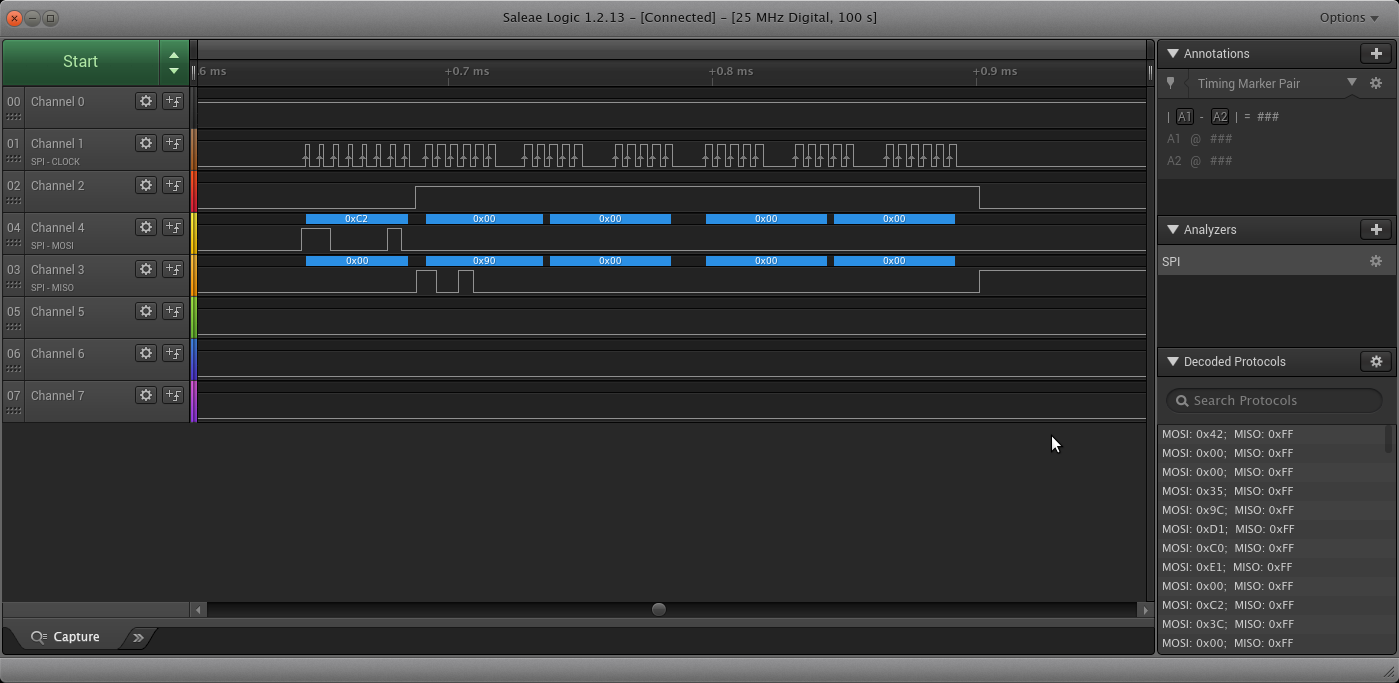 Saleae Logic 1.2.13 – [Connected] – [25 MHz Digital, 100 s]
Options
Start
.6 ms
+0.7 ms
+0.8 ms
+0.9 ms
00 Channel 0
01 Channel 1
SPI - CLOCK
02 Channel 2
0xC2 0x00 0x00 0x00 0x00
04 Channel 4
SPI - MOSI
0x00 0x90 0x00 0x00 0x00
03 Channel 3
SPI - MISO
05 Channel 5
06 Channel 6
07 Channel 7
Capture
Annotations
Timing Marker Pair
| A1 - A2 | = ###
A1 @ ###
A2 @ ###
Analyzers
SPI
Decoded Protocols
Search Protocols
MOSI: 0x42; MISO: 0xFF
MOSI: 0x00; MISO: 0xFF
MOSI: 0x00; MISO: 0xFF
MOSI: 0x35; MISO: 0xFF
MOSI: 0x9C; MISO: 0xFF
MOSI: 0xD1; MISO: 0xFF
MOSI: 0xC0; MISO: 0xFF
MOSI: 0xE1; MISO: 0xFF
MOSI: 0x00; MISO: 0xFF
MOSI: 0xC2; MISO: 0xFF
MOSI: 0x3C; MISO: 0xFF
MOSI: 0x00; MISO: 0xFF